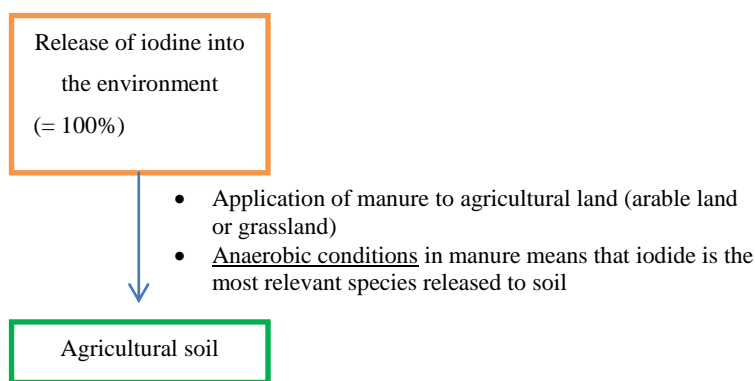 Release of iodine into
the environment
(= 100%)
• Application of manure to agricultural land (arable land
or grassland)
• Anaerobic conditions in manure means that iodide is the
most relevant species released to soil
Agricultural soil